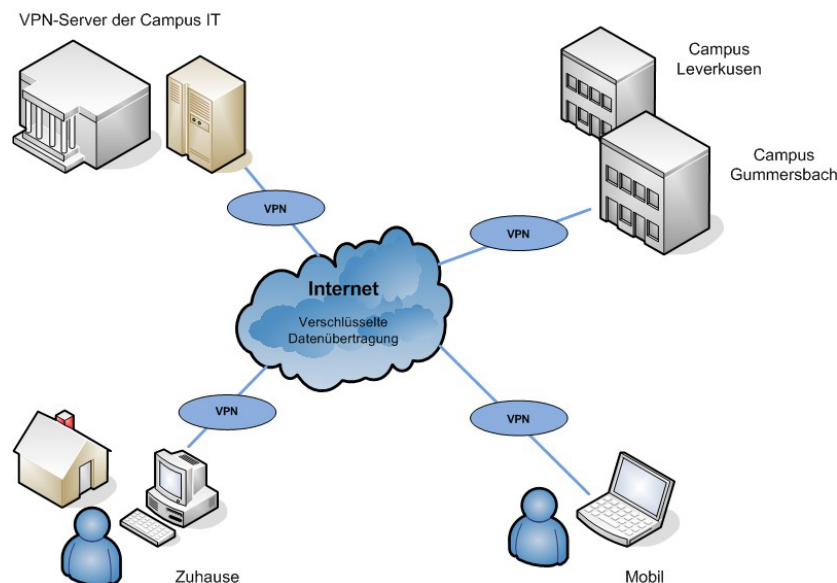 VPN-Server der Campus IT
Campus
Leverkusen
Campus
Gummersbach
VPN
VPN
Internet
Verschlüsselte
Datenübertragung
VPN
VPN
Zuhause
Mobil